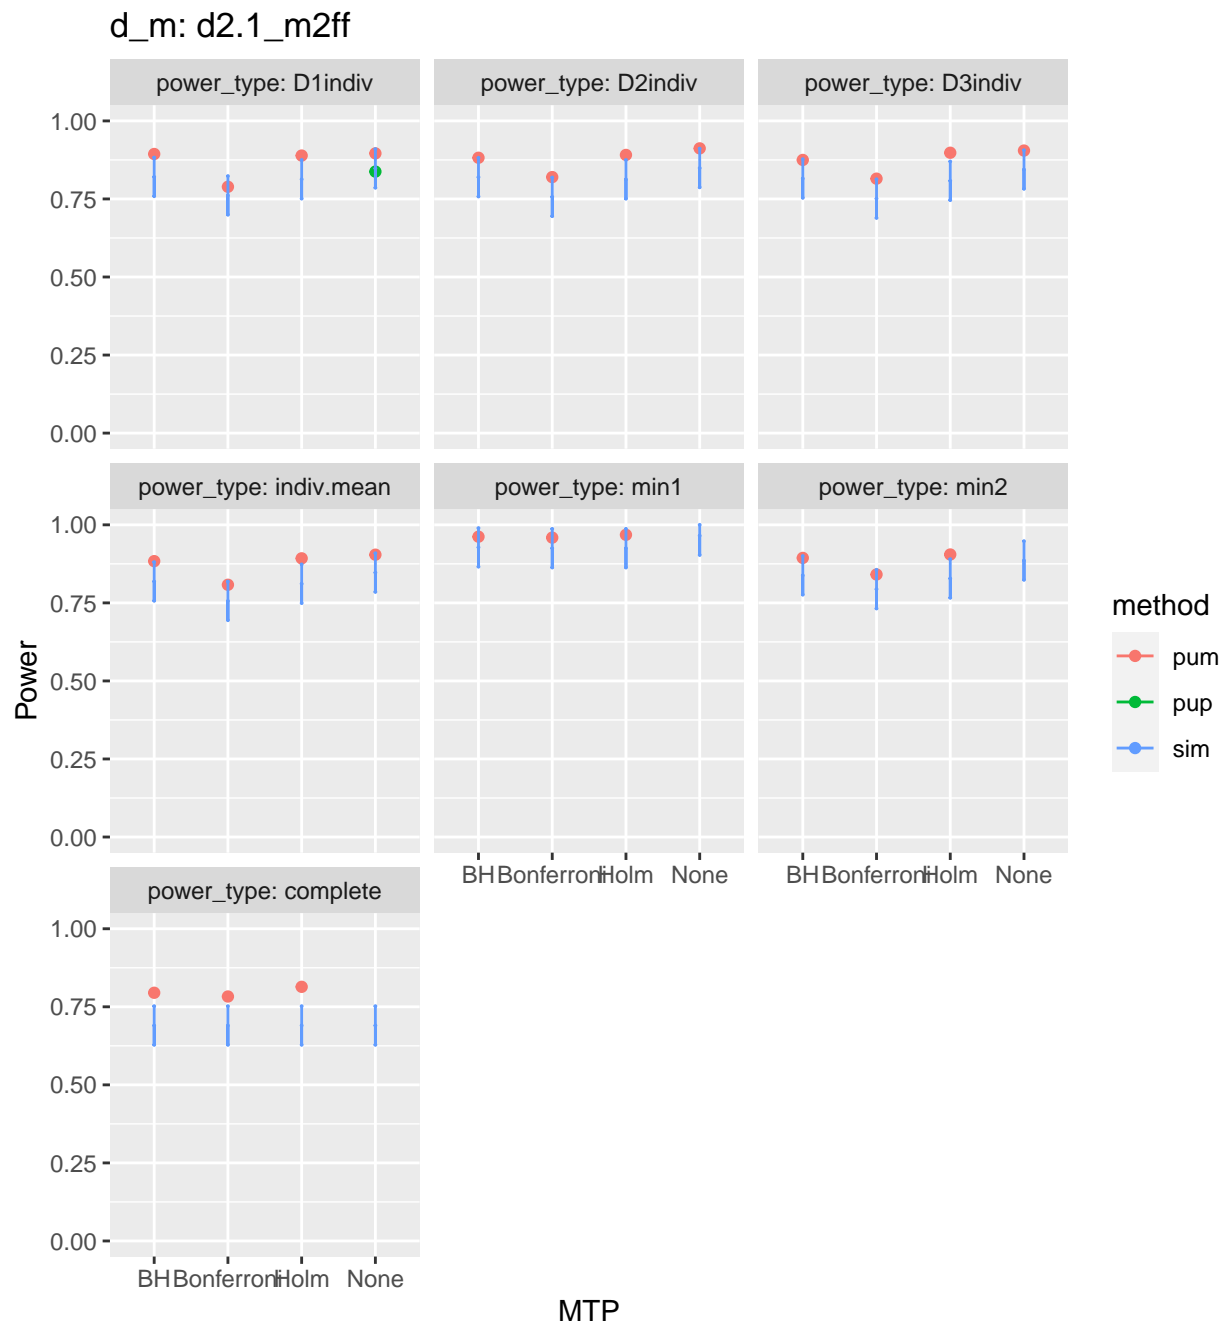 d_m: d2.1_m2ff
power_type: D1indiv
power_type: D2indiv
power_type: D3indiv
1.00
0.75
0.50
0.25
0.00
power_type: indiv.mean
power_type: min1
power_type: min2
1.00
0.75
0.50
0.25
0.00
BH Bonferroni Holm None
BH Bonferroni Holm None
power_type: complete
1.00
0.75
0.50
0.25
0.00
BH Bonferroni Holm None
MTP
Power
method
pum
pup
sim